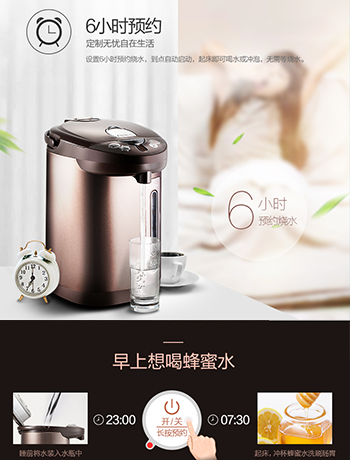 6小时预约
定制无忧自在生活
设置6小时预约烧水，到点自动启动，起床即可喝水或冲泡，无需等烧水。
6小时
预约烧水
早上想喝蜂蜜水
23:00
开/关
长按预约
07:30
睡前将水装入水瓶中
起床，冲杯蜂蜜水洗刷肠胃